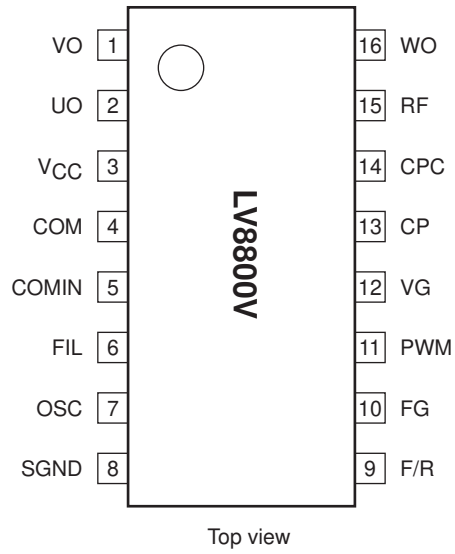 VO 1 16 WO
UO 2 15 RF
VCC 3 14 CPC
COM 4 13 CP
COMIN 5 12 VG
FIL 6 11 PWM
OSC 7 10 FG
SGND 8 9 F/R
LV8800V
Top view